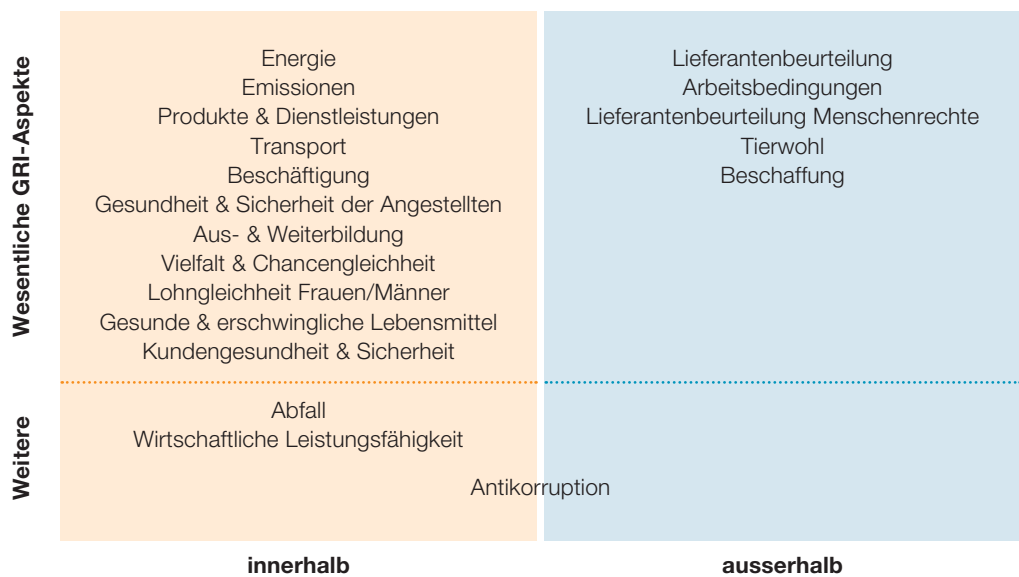 Wesentliche GRI-Aspekte
Energie
Emissionen
Produkte & Dienstleistungen
Transport
Beschäftigung
Gesundheit & Sicherheit der Angestellten
Aus- & Weiterbildung
Vielfalt & Chancengleichheit
Lohngleichheit Frauen/Männer
Gesunde & erschwingliche Lebensmittel
Kundengesundheit & Sicherheit
Lieferantenbeurteilung
Arbeitsbedingungen
Lieferantenbeurteilung Menschenrechte
Tierwohl
Beschaffung
Weitere
Abfall
Wirtschaftliche Leistungsfähigkeit
Antikorruption
innerhalb
ausserhalb